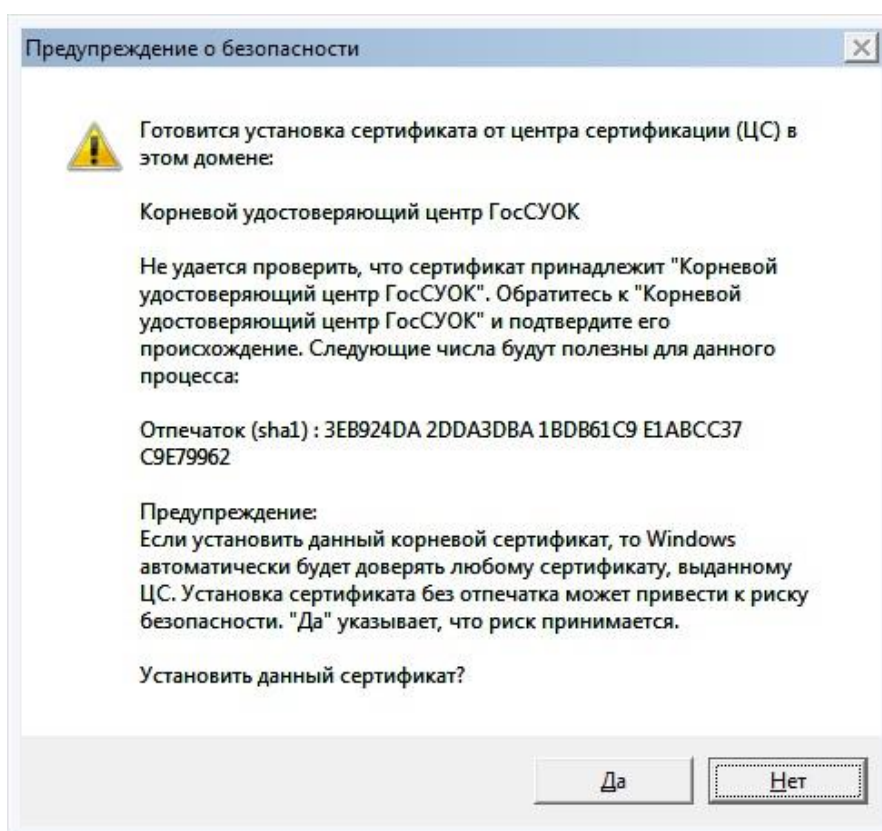 Предупреждение о безопасности
Готовится установка сертификата от центра сертификации (ЦС) в
этом домене:
Корневой удостоверяющий центр ГосСУОК
Не удается проверить, что сертификат принадлежит "Корневой
удостоверяющий центр ГосСУОК". Обратитесь к "Корневой
удостоверяющий центр ГосСУОК" и подтвердите его
происхождение. Следующие числа будут полезны для данного
процесса:
Отпечаток (sha1) : 3EB924DA 2DDA3DBA 1BDB61C9 E1ABCC37
C9E79962
Предупреждение:
Если установить данный корневой сертификат, то Windows
автоматически будет доверять любому сертификату, выданному
ЦС. Установка сертификата без отпечатка может привести к риску
безопасности. "Да" указывает, что риск принимается.
Установить данный сертификат?
Да
Нет